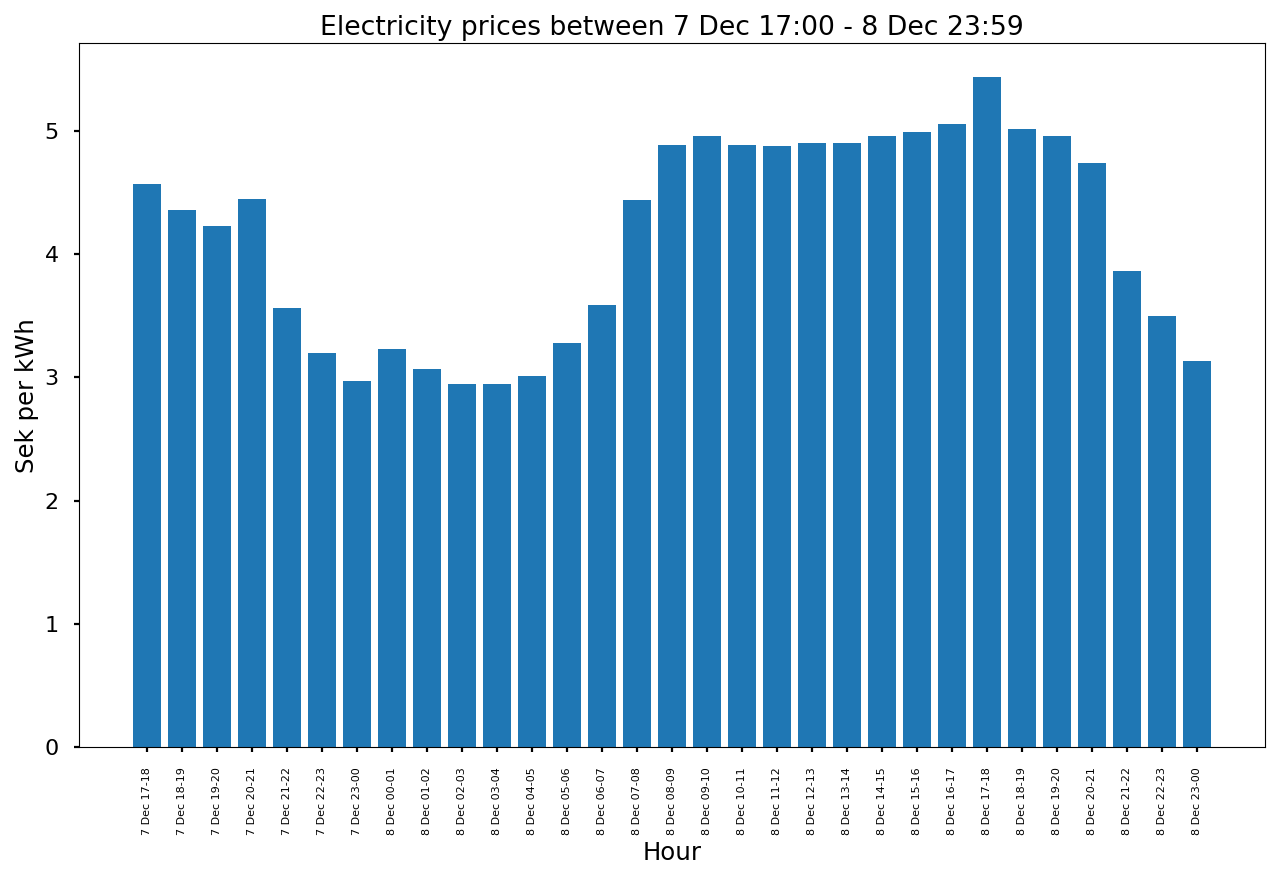 Electricity prices between 7 Dec 17:00 - 8 Dec 23:59
Sek per kWh
5
4
3
2
1
0
7 Dec 17-18
7 Dec 18-19
7 Dec 19-20
7 Dec 20-21
7 Dec 21-22
7 Dec 22-23
7 Dec 23-00
8 Dec 00-01
8 Dec 01-02
8 Dec 02-03
8 Dec 03-04
8 Dec 04-05
8 Dec 05-06
8 Dec 06-07
8 Dec 07-08
8 Dec 08-09
8 Dec 09-10
8 Dec 10-11
8 Dec 11-12
8 Dec 12-13
8 Dec 13-14
8 Dec 14-15
8 Dec 15-16
8 Dec 16-17
8 Dec 17-18
8 Dec 18-19
8 Dec 19-20
8 Dec 20-21
8 Dec 21-22
8 Dec 22-23
8 Dec 23-00
Hour